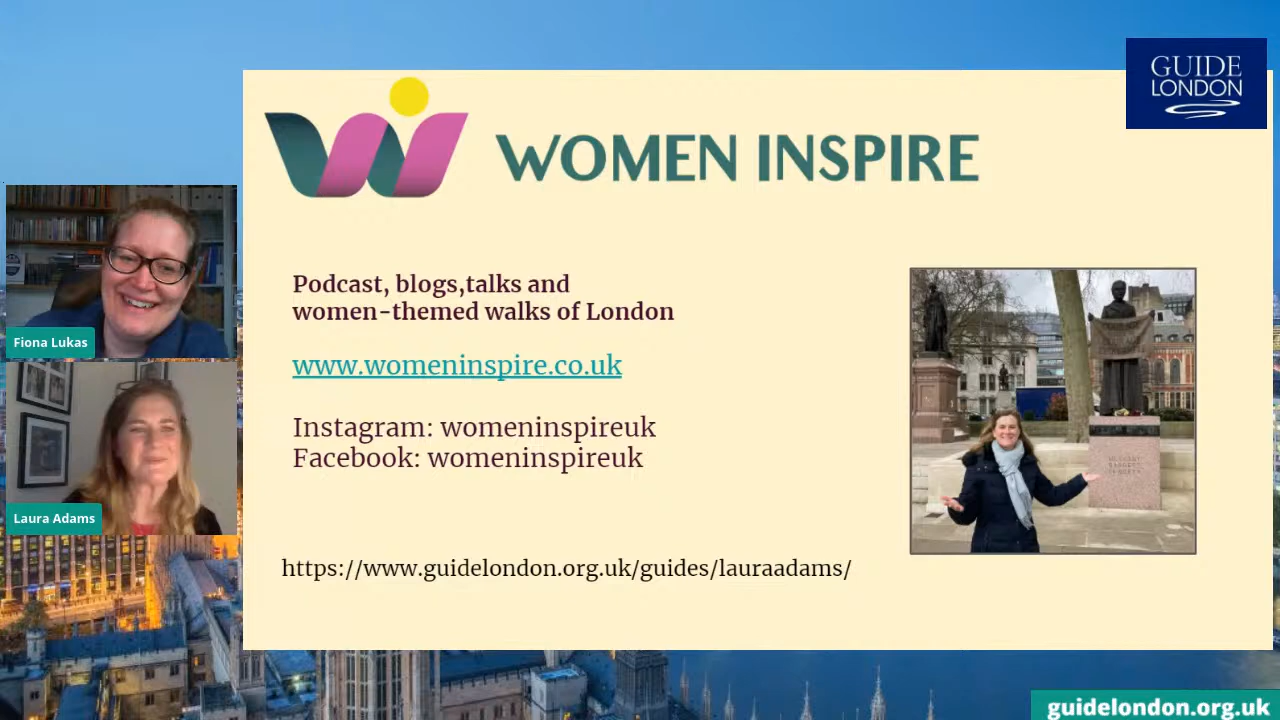 GUIDE
LONDON
WOMEN INSPIRE
Podcast, blogs,talks and
women-themed walks of London
www.womeninspire.co.uk
Instagram: womeninspireuk
Facebook: womeninspireuk
https://www.guidelondon.org.uk/guides/lauraadams/
Fiona Lukas
Laura Adams
guidelondon.org.uk